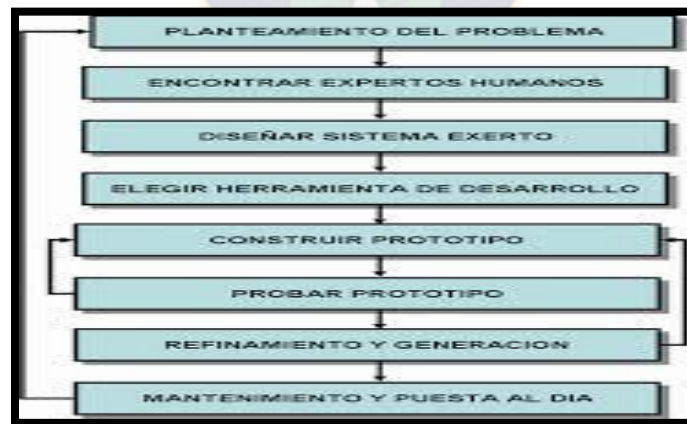 PLANTEAMIENTO DEL PROBLEMA
ENCONTRAR EXPERTOS HUMANOS
DISEÑAR SISTEMA EXERTO
ELEGIR HERRAMIENTA DE DESARROLLO
CONSTRUIR PROTOTIPO
PROBAR PROTOTIPO
REFINAMIENTO Y GENERACION
MANTENIMIENTO Y PUESTA AL DIA